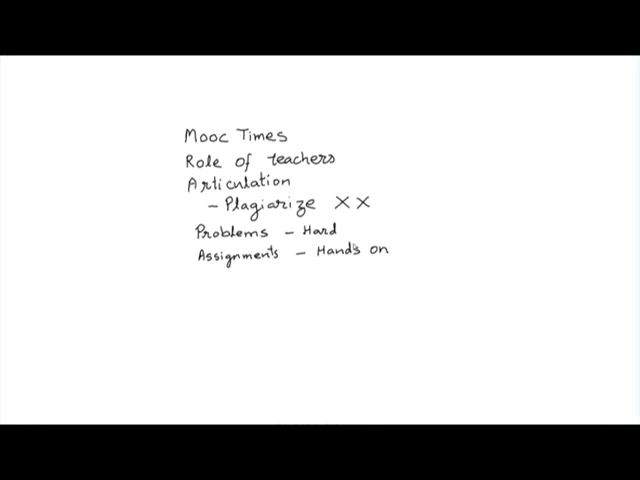 Mooc Times
Role of teachers
Articulation
- Plagiarize XX
Problems - Hard
Assignments - Hands on